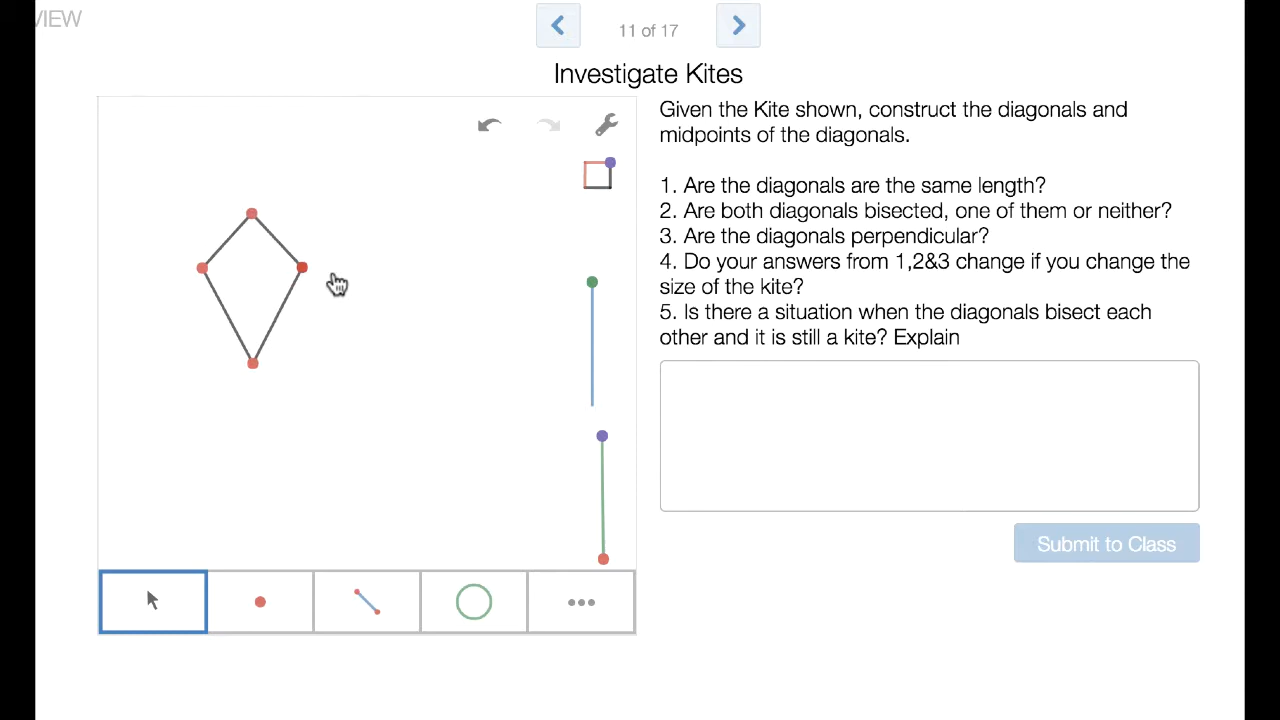 VIEW
11 of 17
Investigate Kites
Given the Kite shown, construct the diagonals and
midpoints of the diagonals.
1. Are the diagonals are the same length?
2. Are both diagonals bisected, one of them or neither?
3. Are the diagonals perpendicular?
4. Do your answers from 1,2&3 change if you change the
size of the kite?
5. Is there a situation when the diagonals bisect each
other and it is still a kite? Explain
Submit to Class